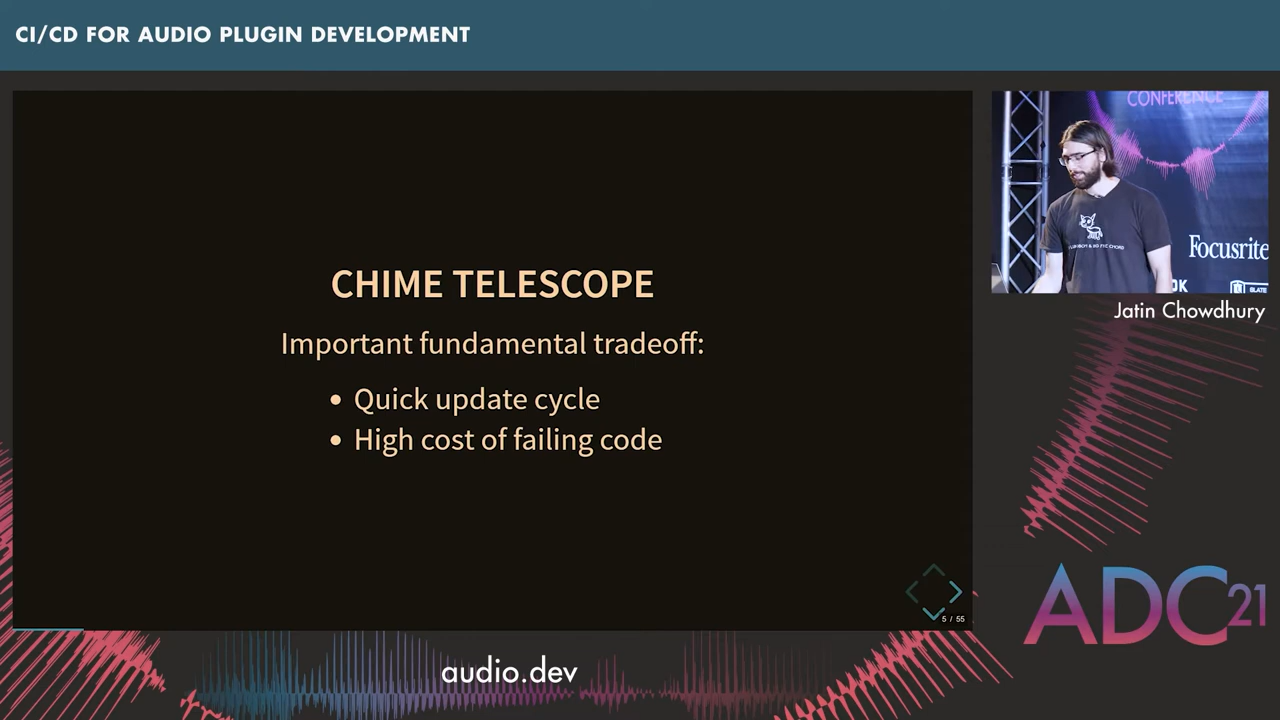 CI/CD FOR AUDIO PLUGIN DEVELOPMENT
CONFERENCE
Focusrite
SLATE
Jatin Chowdhury
CHIME TELESCOPE
Important fundamental tradeoff:
• Quick update cycle
• High cost of failing code
5 / 55
ADC21
audio.dev